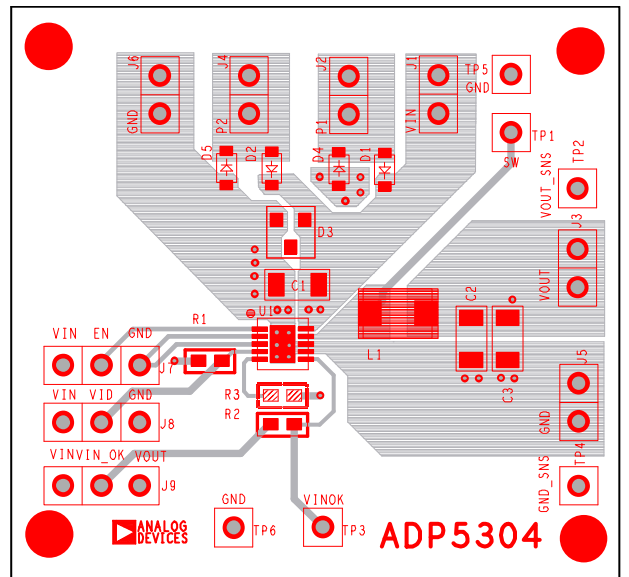 J6
J4
J2
J1
TP5
GND
GND
P2
P1
VIN
TP1
SW
TP2
VOUT_SNS
D5
D2
D4
D1
J3
D3
VOUT
C1
C2
U1
R1
L1
VIN EN GND
J7
J5
C3
R3
R2
VIN VID GND
J8
GND
VIN VIN_OK VOUT
J9
TP4
GND_SNS
GND
VINOK
TP6
TP3
ANALOG
DEVICES
ADP5304